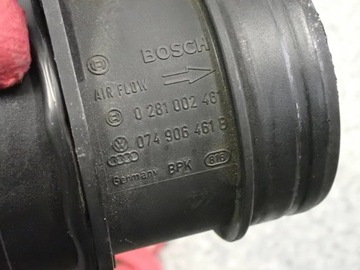 BOSCH
AIR FLOW
0 281 002 461
074 906 461 B
Germany BPK